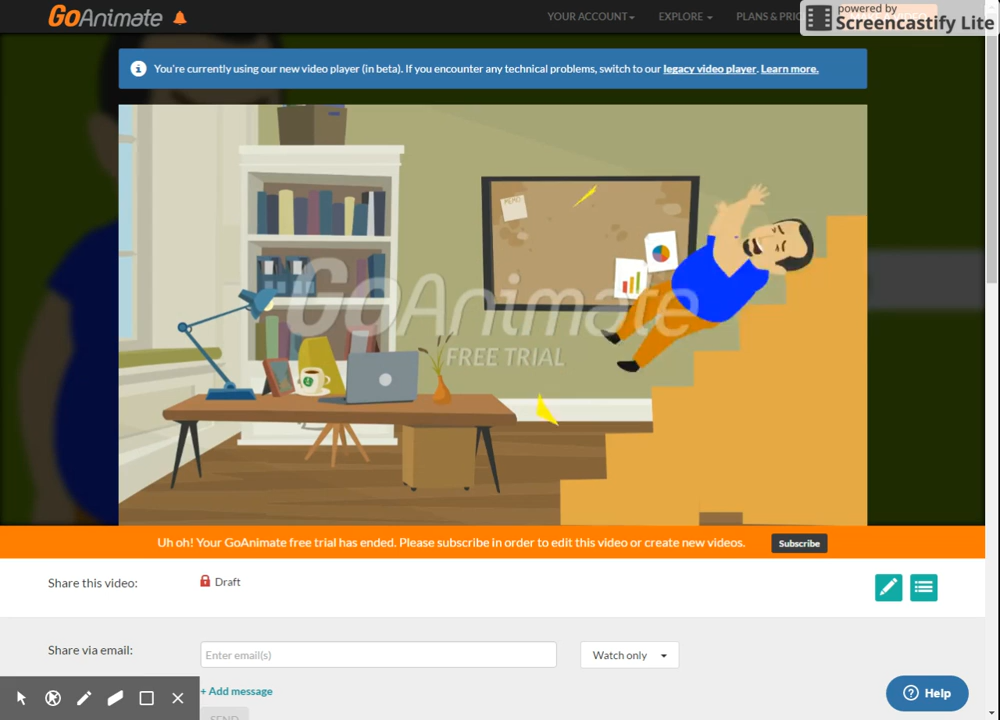 GoAnimate
YOUR ACCOUNT
EXPLORE
PLANS &
powered by
Screencastify Lite
You're currently using our new video player (in beta). If you encounter any technical problems, switch to our legacy video player. Learn more.
MEMO
GoAnimate
FREE TRIAL
Uh oh! Your GoAnimate free trial has ended. Please subscribe in order to edit this video or create new videos.
Subscribe
Share this video:
Draft
Share via email:
Enter email(s)
Watch only
+ Add message
SEND
Help